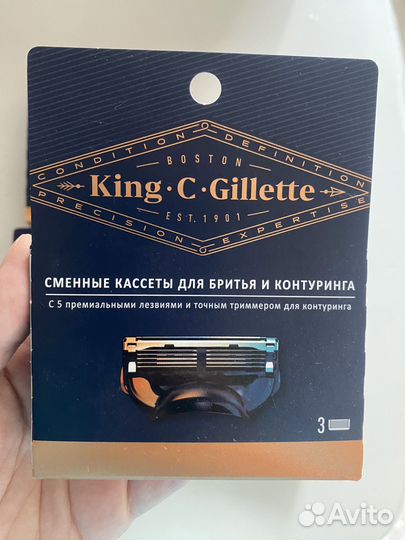 CONDITION DEFINITION
BOSTON
King·C·Gillette
EST.1901
PRECISION EXPERTISE
СМЕННЫЕ КАССЕТЫ ДЛЯ БРИТЬЯ И КОНТУРИНГА
С 5 премиальными лезвиями и точным триммером для контуринга
3
Avito